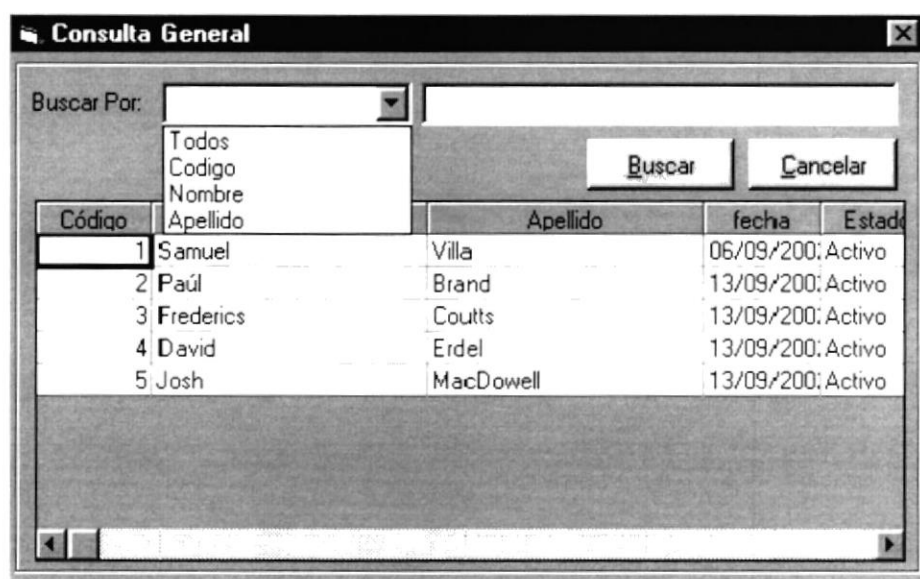 Consulta General
Buscar Por:
Todos
Codigo
Nombre
Apellido
Buscar Cancelar
Código Apellido fecha Estado
1 Samuel Villa 06/09/200 Activo
2 Paúl Brand 13/09/200 Activo
3 Frederics Coutts 13/09/200 Activo
4 David Erdel 13/09/200 Activo
5 Josh MacDowell 13/09/200 Activo